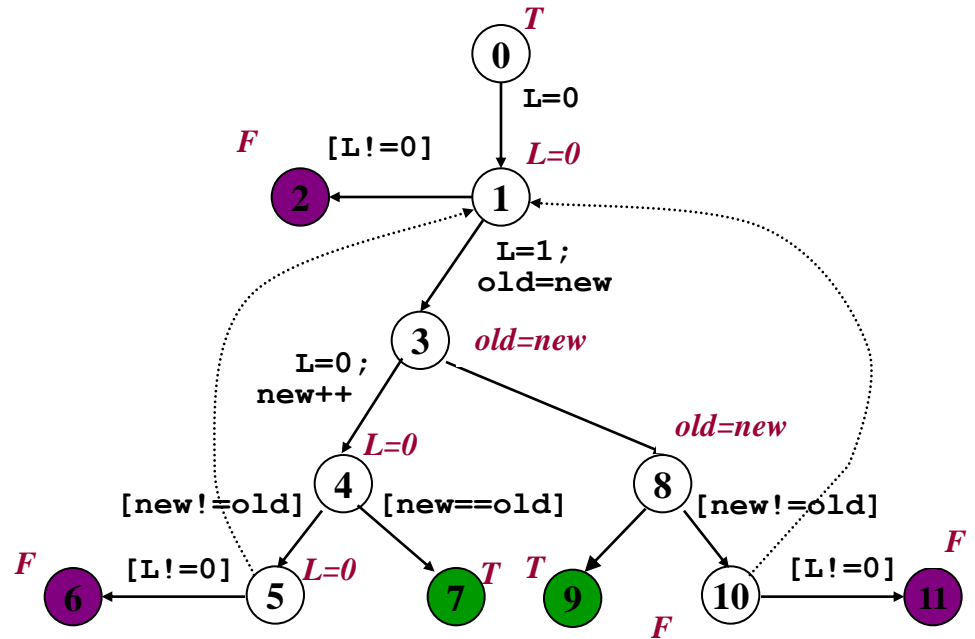 T
0
L=0
F
[L!=0]
L=0
2
1
L=1;
old=new
3
old=new
L=0;
new++
old=new
L=0
4
8
[new!=old]
[new==old]
[new!=old]
F
[L!=0]
L=0
T
T
[L!=0]
F
6
5
7
9
10
11
F